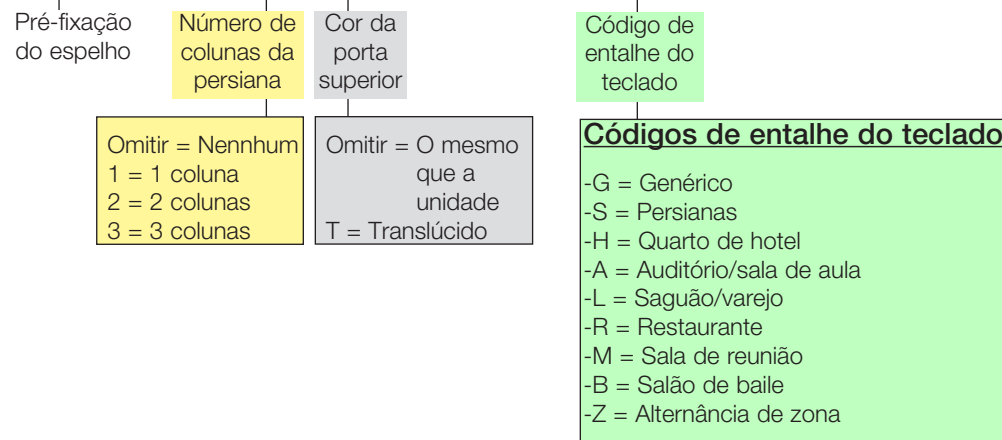 Pré-fixação
do espelho
Número de
colunas da
persiana
Cor da
porta
superior
Código de
entalhe do
teclado
Omitir = Nennhum
1 = 1 coluna
2 = 2 colunas
3 = 3 colunas
Omitir = O mesmo
que a
unidade
T = Translúcido
Códigos de entalhe do teclado
-G = Genérico
-S = Persianas
-H = Quarto de hotel
-A = Auditório/sala de aula
-L = Saguão/varejo
-R = Restaurante
-M = Sala de reunião
-B = Salão de baile
-Z = Alternância de zona